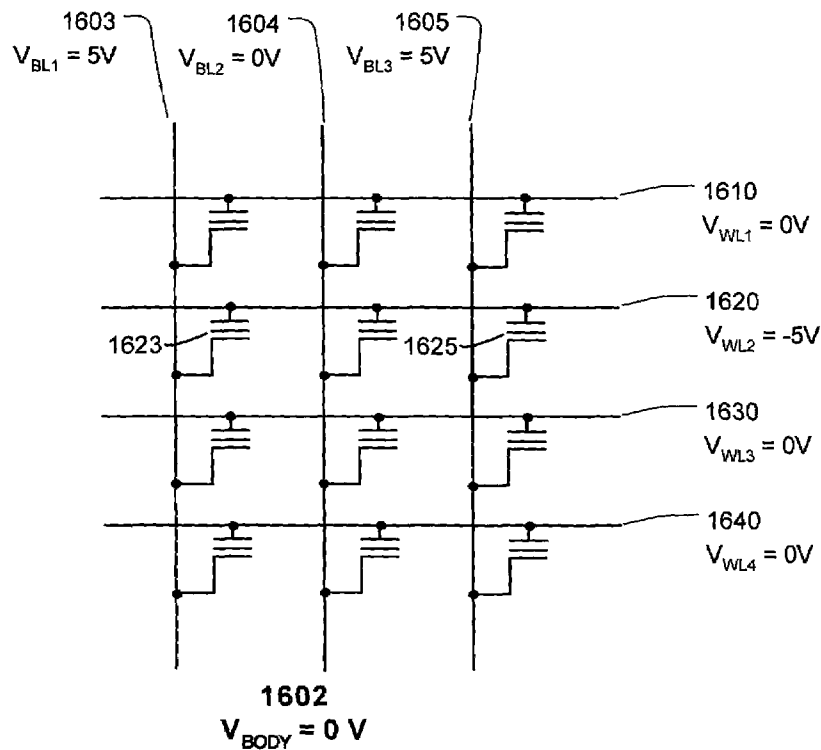 1603
V_BL1 = 5V
1604
V_BL2 = 0V
1605
V_BL3 = 5V
1610
V_WL1 = 0V
1620
V_WL2 = -5V
1623
1625
1630
V_WL3 = 0V
1640
V_WL4 = 0V
1602
V_BODY = 0 V